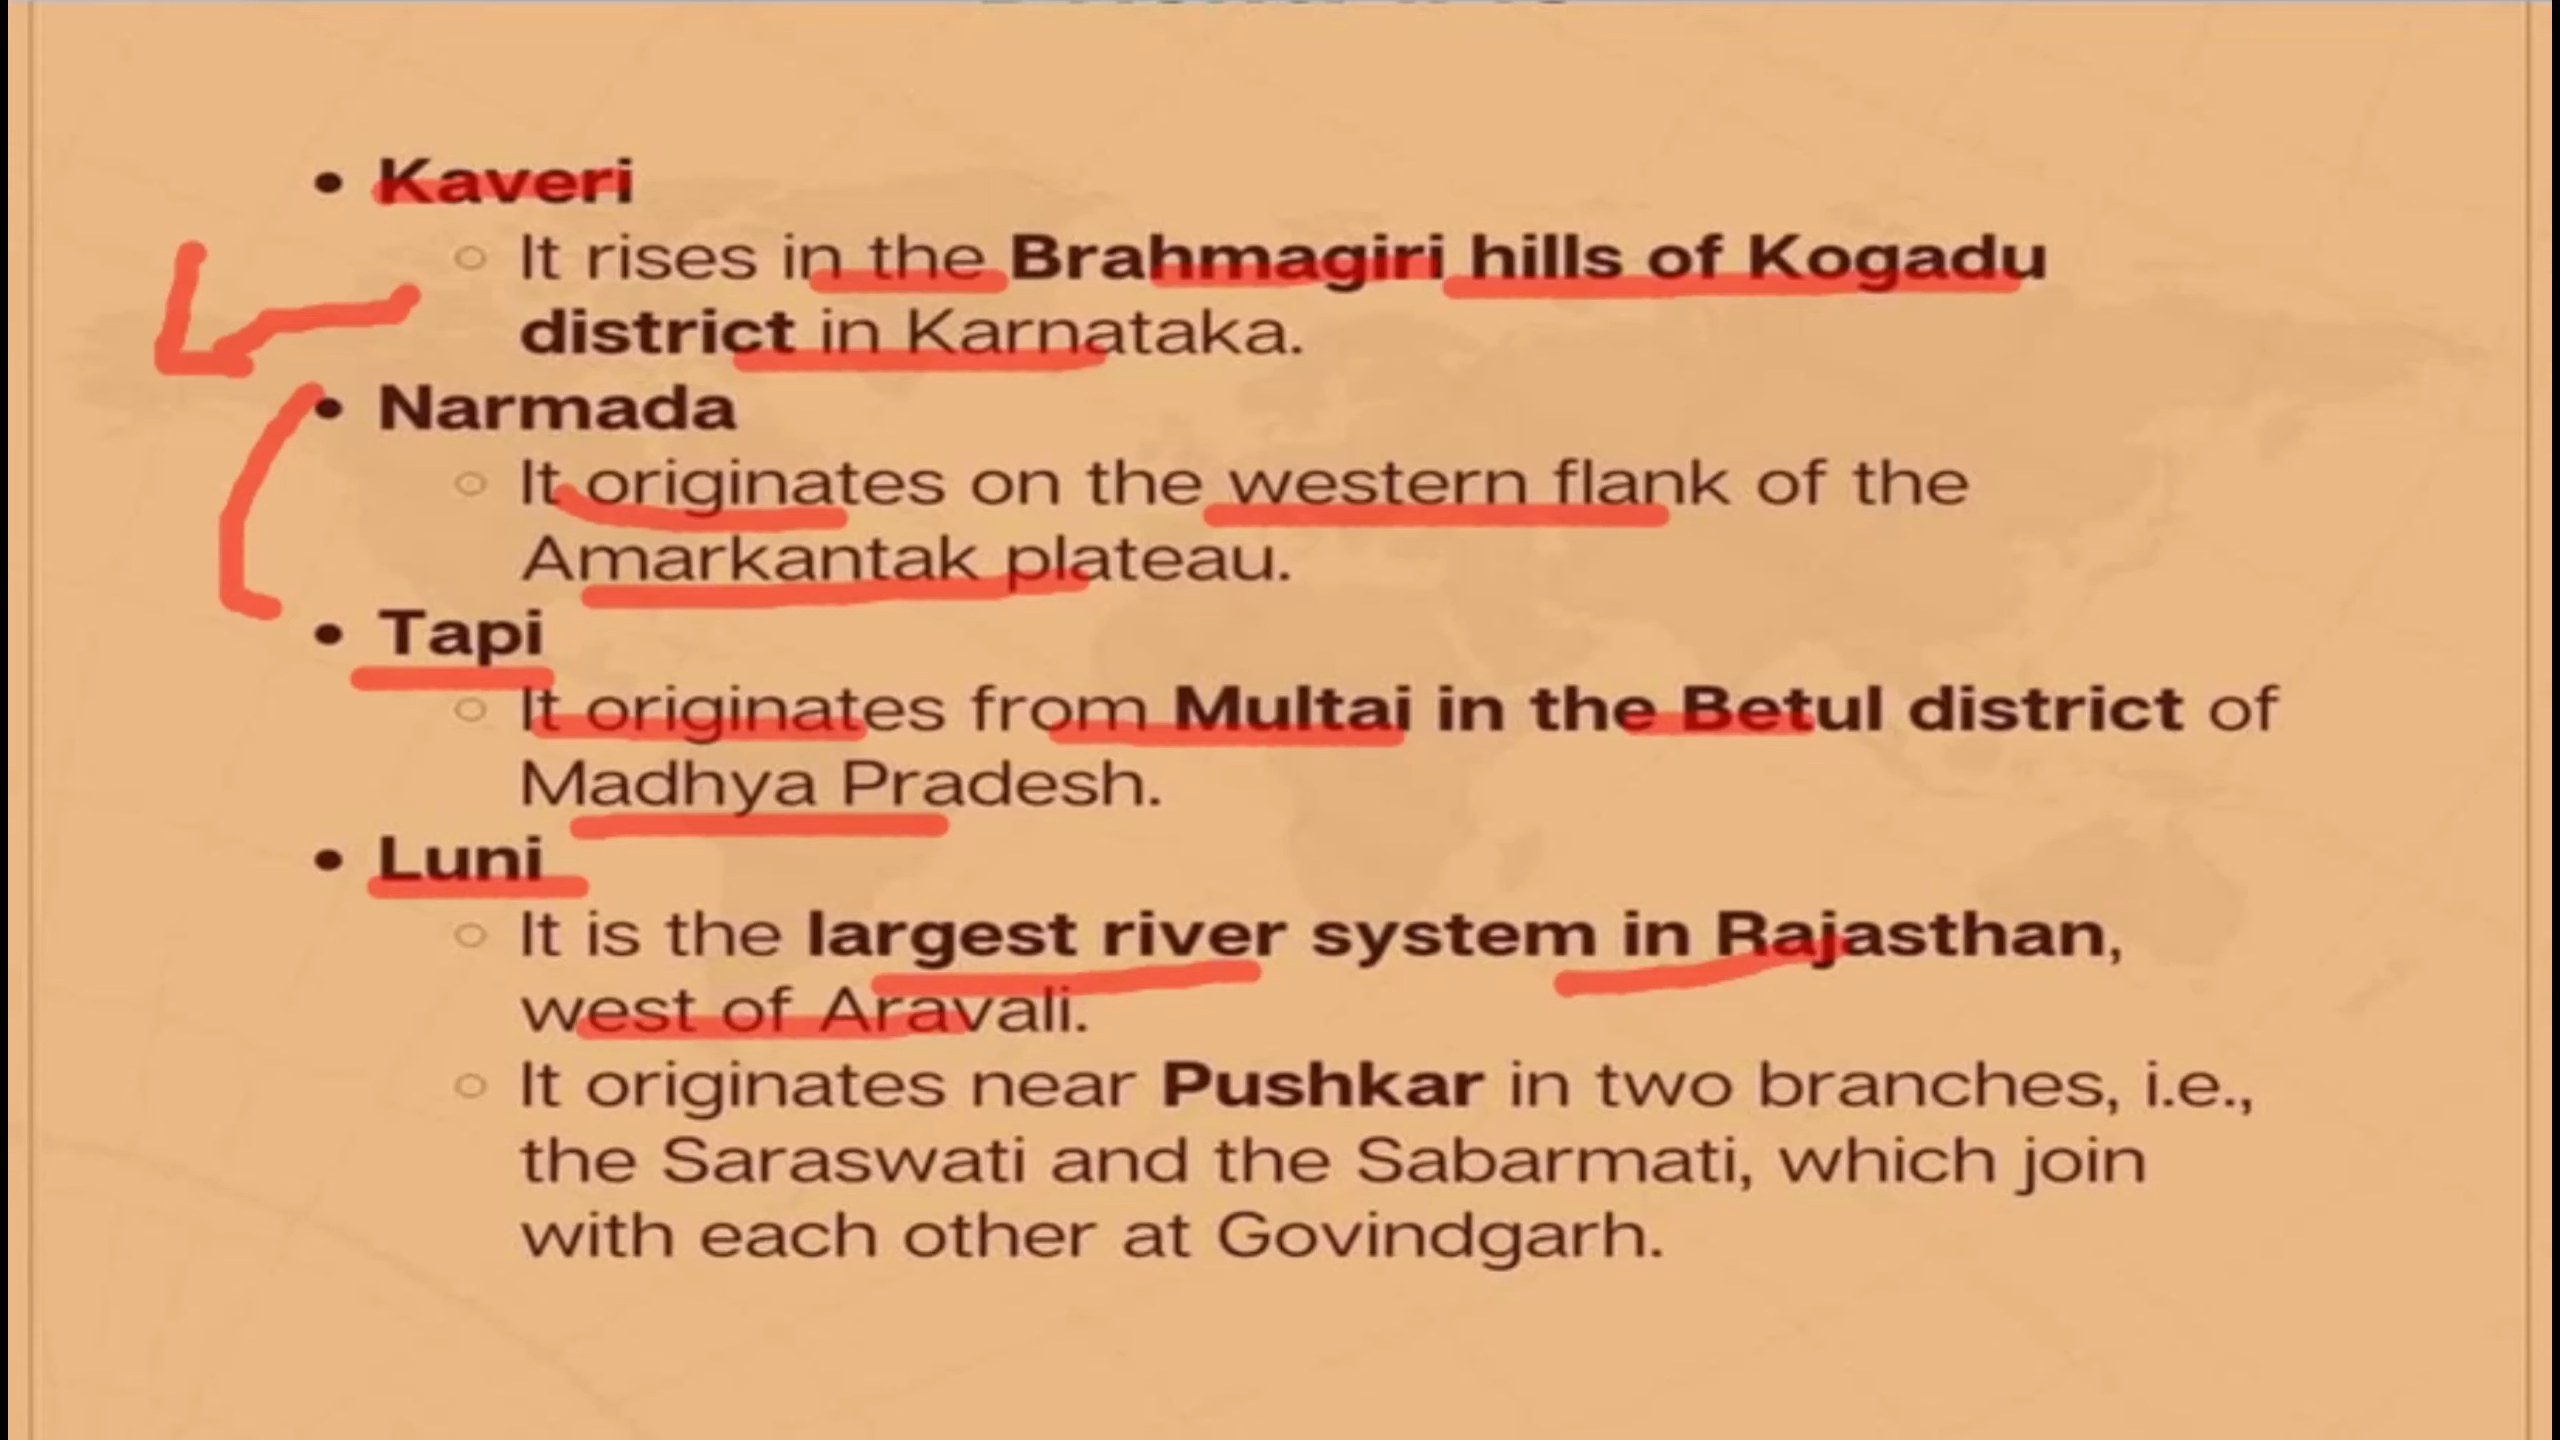 • Kaveri
○ It rises in the Brahmagiri hills of Kogadu
district in Karnataka.
• Narmada
○ It originates on the western flank of the
Amarkantak plateau.
• Tapi
○ It originates from Multai in the Betul district of
Madhya Pradesh.
• Luni
○ It is the largest river system in Rajasthan,
west of Aravali.
○ It originates near Pushkar in two branches, i.e.,
the Saraswati and the Sabarmati, which join
with each other at Govindgarh.